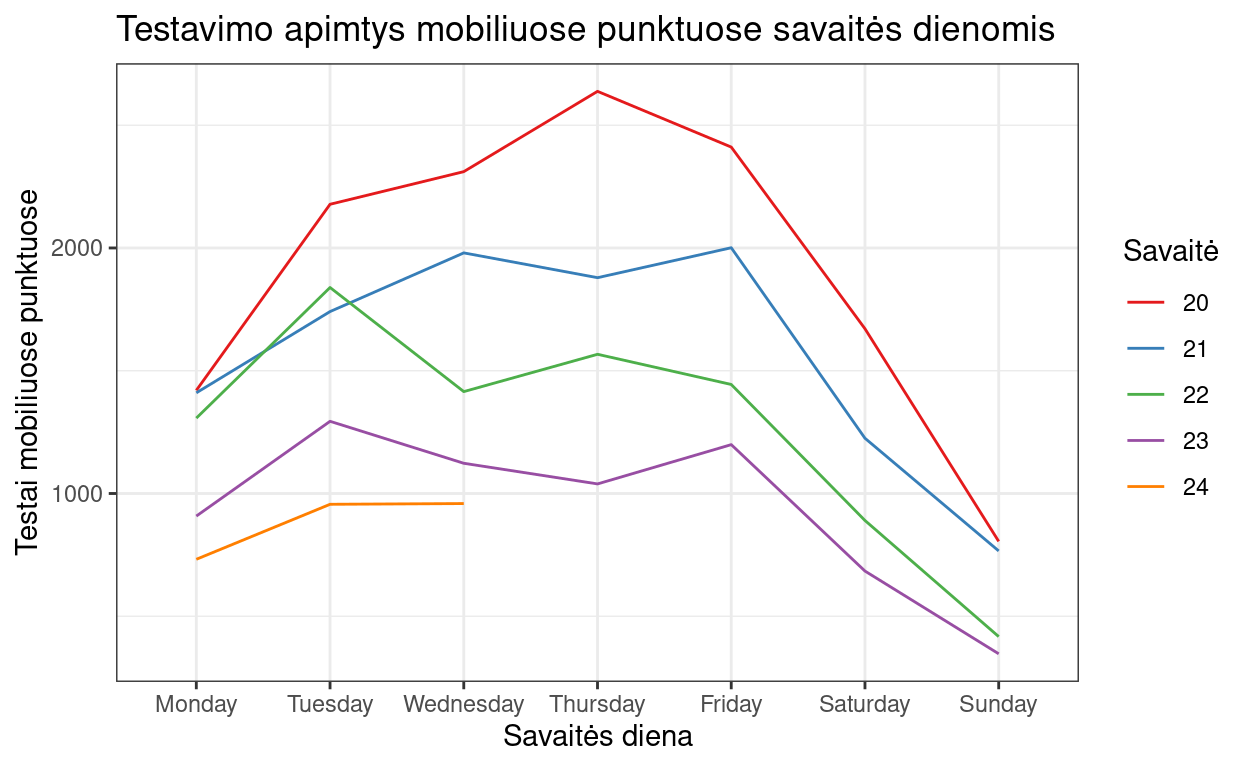 Testavimo apimtys mobiliuose punktuose savaitės dienomis
Testai mobiliuose punktuose
2000
1000
Monday
Tuesday
Wednesday
Thursday
Friday
Saturday
Sunday
Savaitės diena
Savaitė
20
21
22
23
24